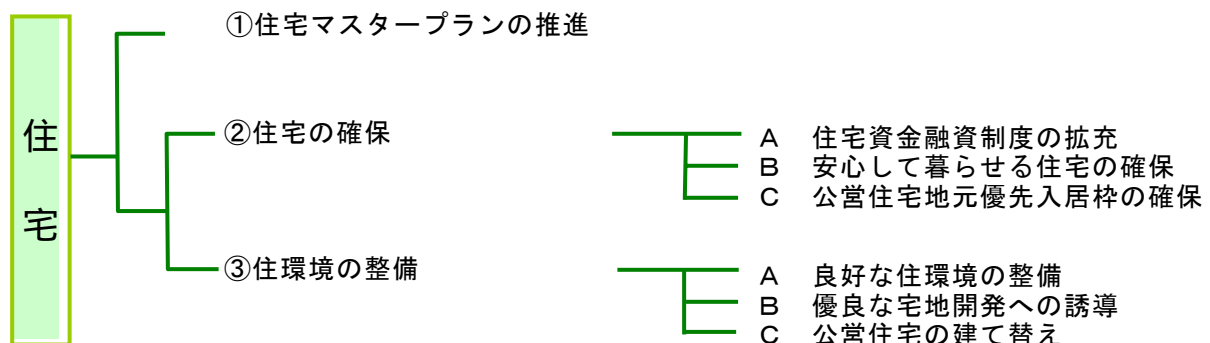 住宅
①住宅マスタープランの推進
②住宅の確保
A 住宅資金融資制度の拡充
B 安心して暮らせる住宅の確保
C 公営住宅地元優先入居枠の確保
③住環境の整備
A 良好な住環境の整備
B 優良な宅地開発への誘導
C 公営住宅の建て替え